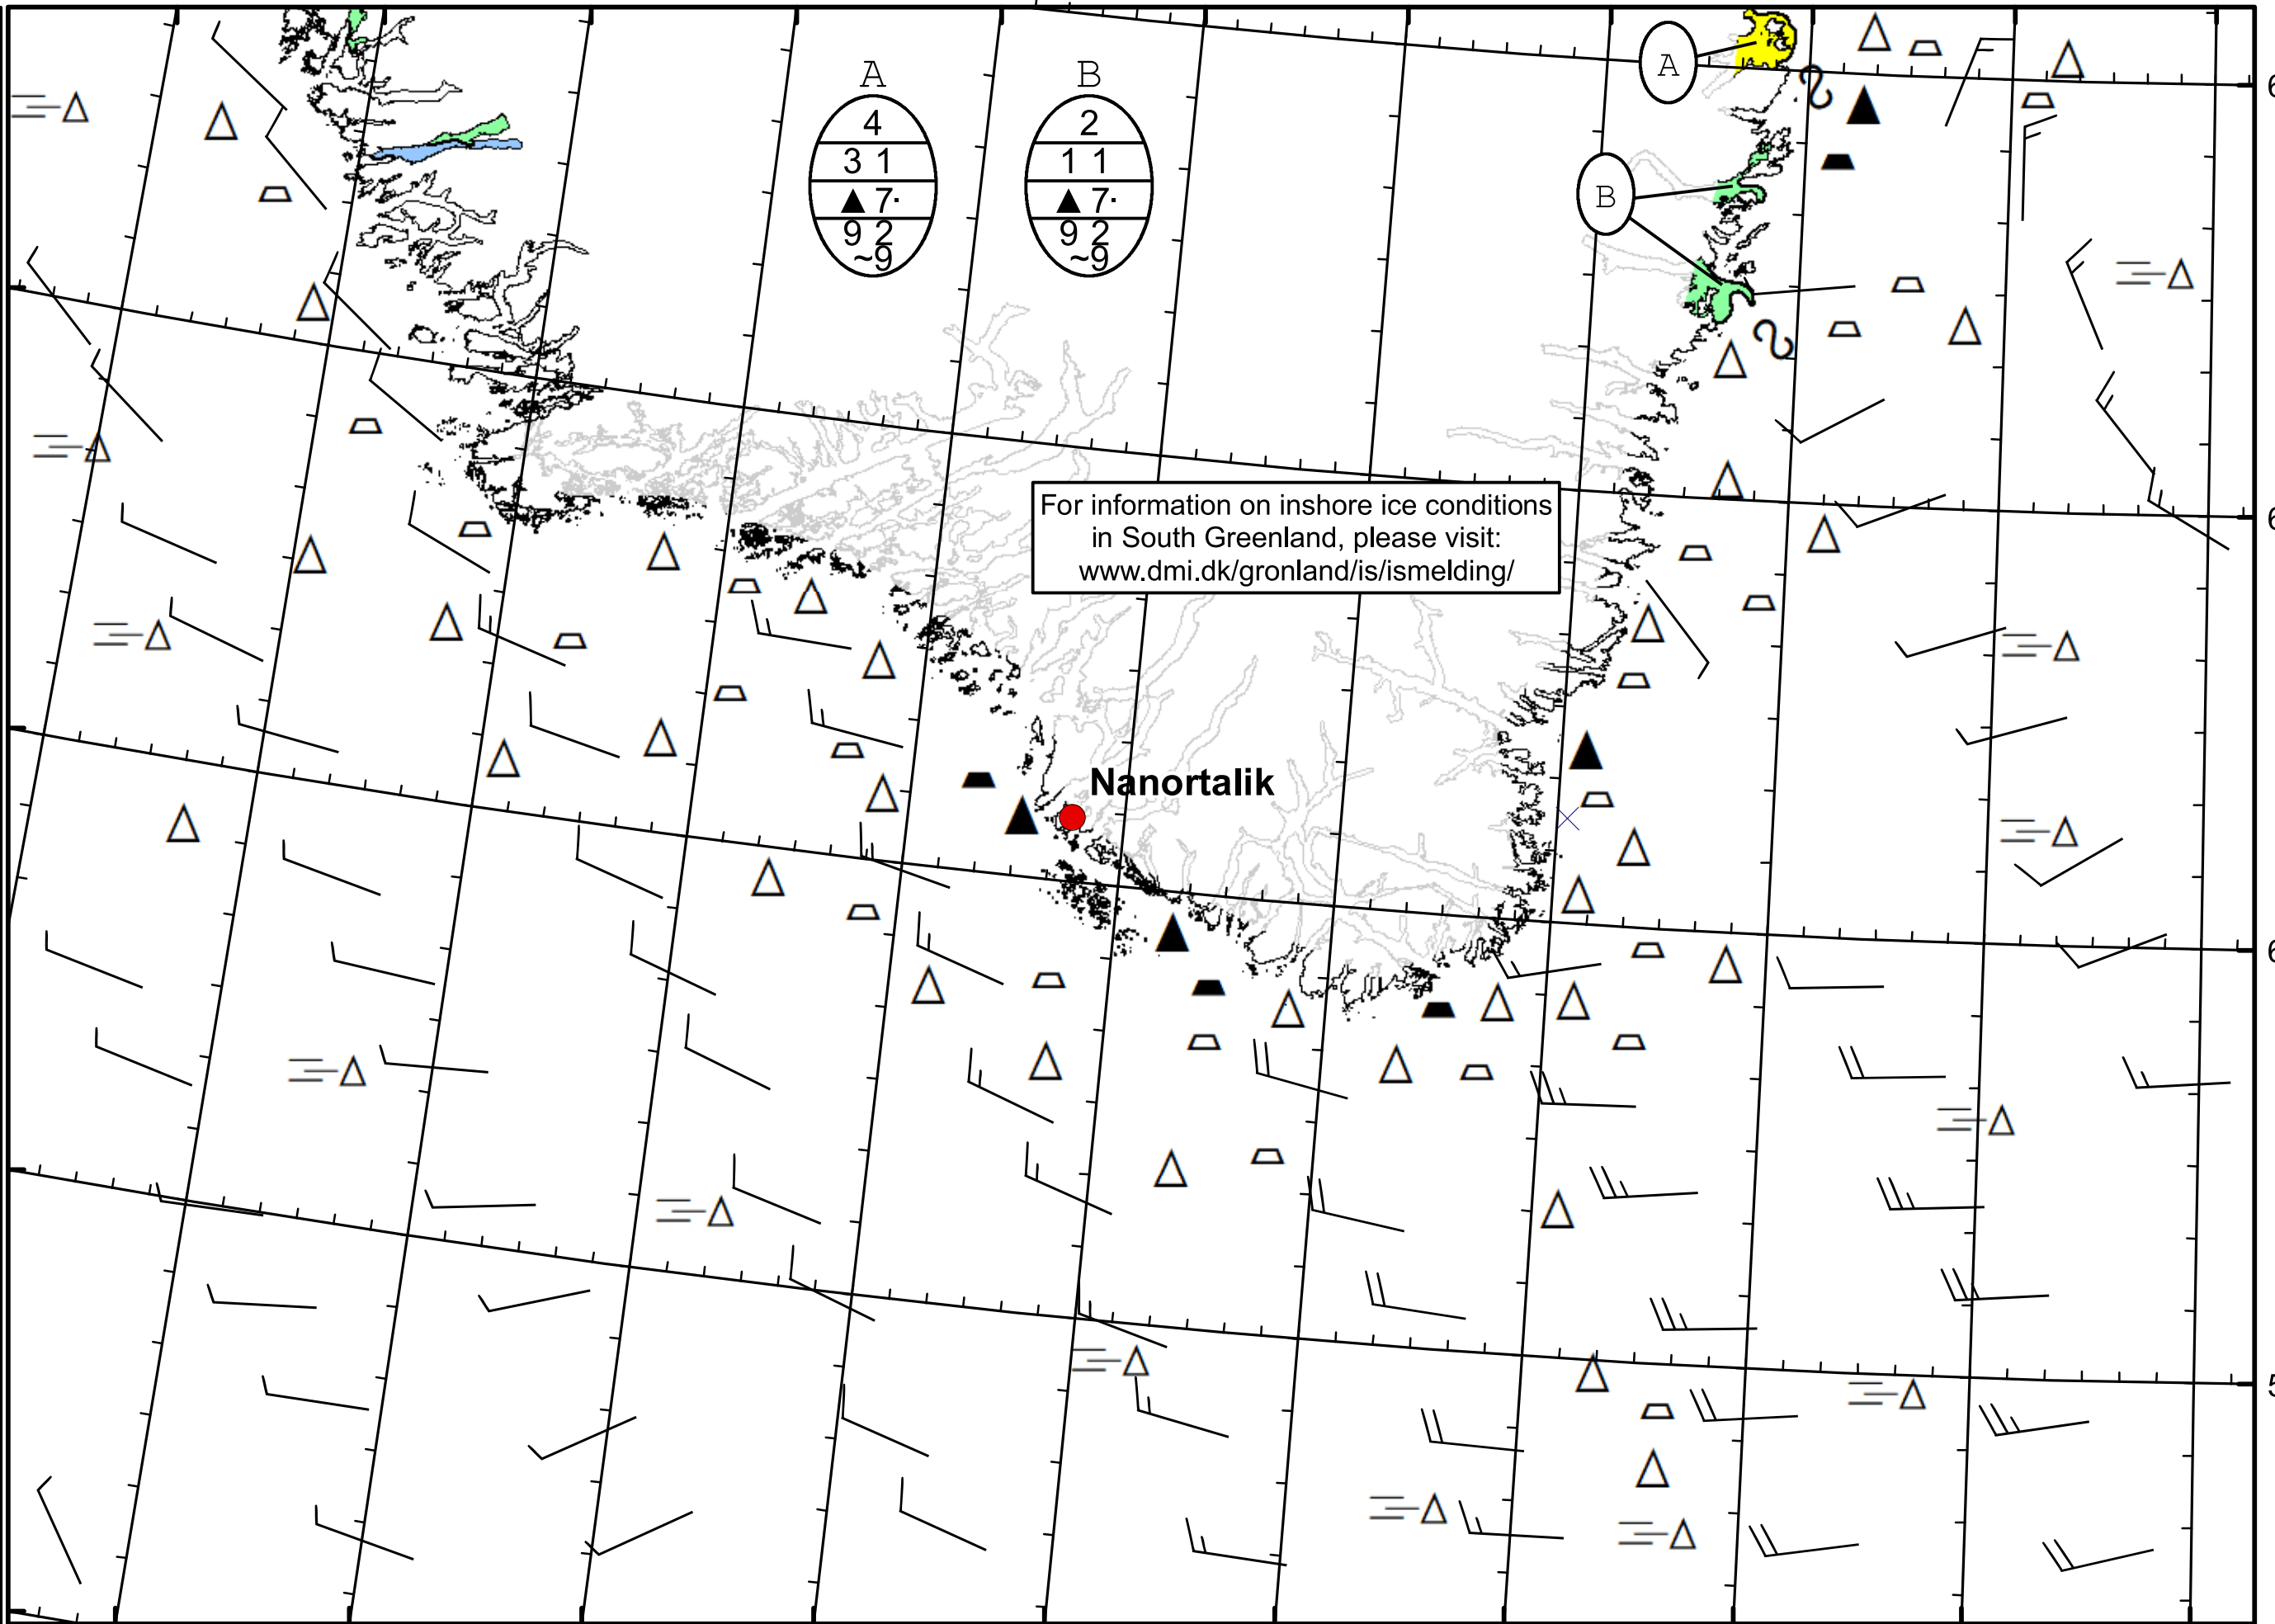 A
B
4
3 1
▲ 7·
9 2
~9
2
1 1
▲ 7·
9 2
~9
A
B
For information on inshore ice conditions
in South Greenland, please visit:
www.dmi.dk/gronland/is/ismelding/
Nanortalik